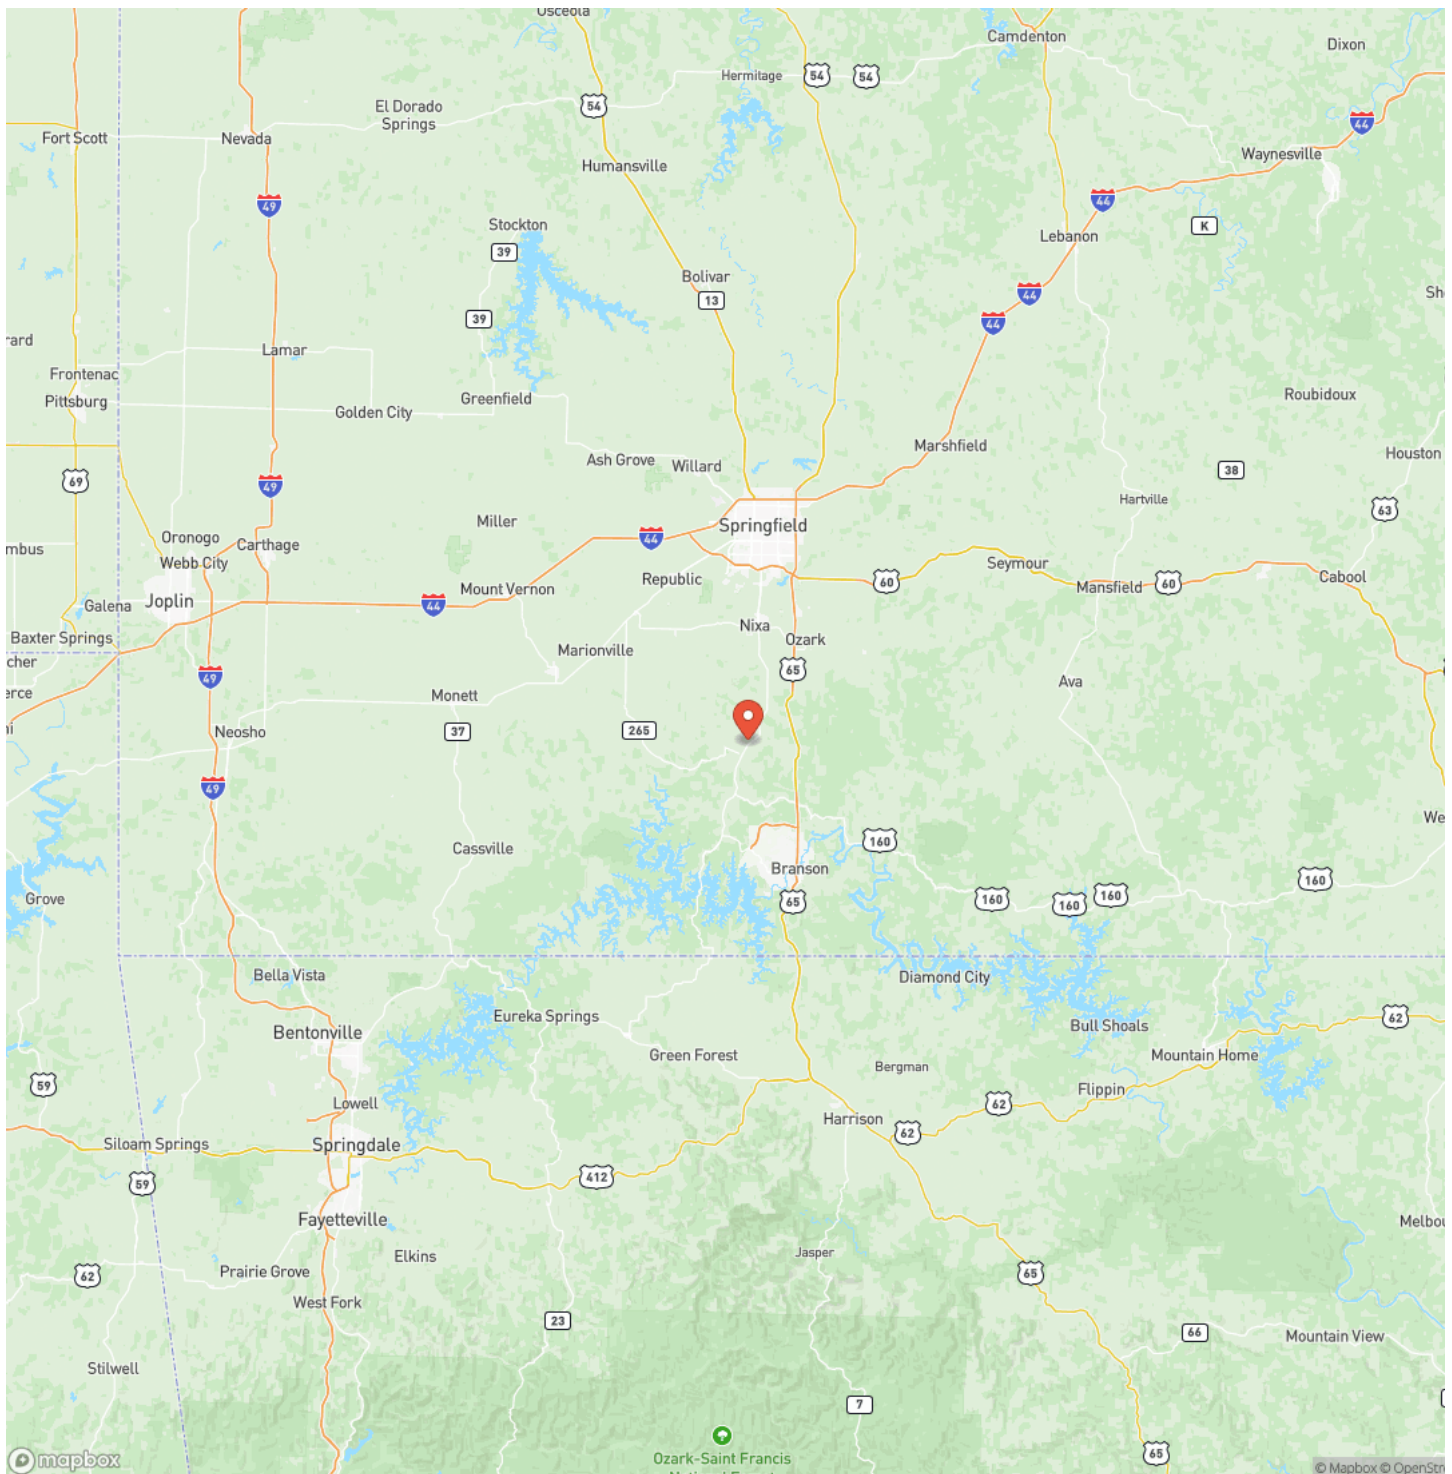 Osceola
Camdenton
Dixon
Hermitage
54
54
El Dorado
Springs
54
44
Fort Scott
Nevada
Waynesville
Humansville
49
44
Stockton
K
39
Lebanon
Bolivar
13
44
39
44
Lamar
Frontenac
Pittsburg
Roubidoux
Greenfield
Golden City
Marshfield
Houston
Ash Grove
Willard
38
69
49
Hartville
63
Miller
Springfield
Oronogo
44
Carthage
Webb City
Seymour
Republic
60
60
Cabool
Mount Vernon
Mansfield
Joplin
Galena
44
Nixa
Baxter Springs
Ozark
Marionville
65
49
Ava
Monett
Neosho
37
265
49
160
Cassville
Branson
Grove
160
160
160
160
65
Bella Vista
Diamond City
Eureka Springs
62
Bentonville
Bull Shoals
Green Forest
Mountain Home
Bergman
59
Flippin
Lowell
62
Harrison
62
Siloam Springs
Springdale
59
412
Fayetteville
Jasper
Elkins
Prairie Grove
62
65
West Fork
23
66
Mountain View
Stilwell
7
Ozark-Saint Francis
65
mapbox
© Mapbox © OpenStre